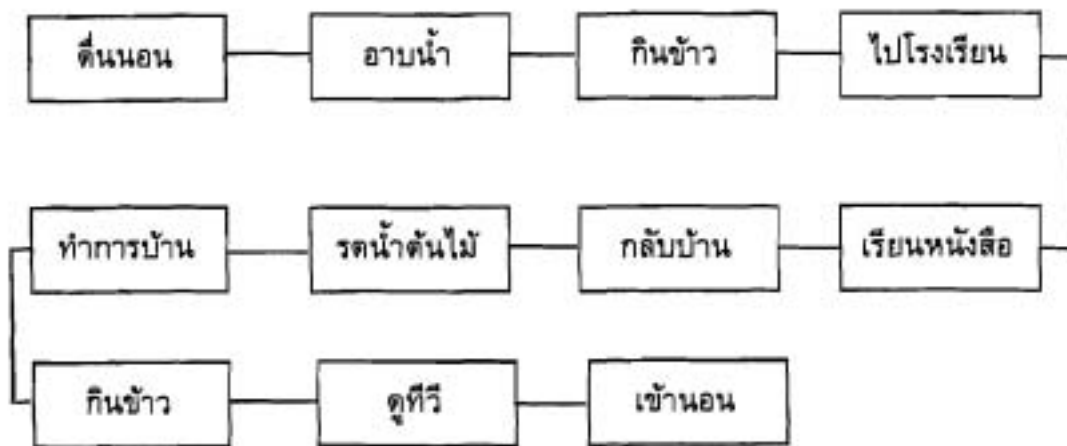 ตื่นนอน
อาบน้ำ
กินข้าว
ไปโรงเรียน
เรียนหนังสือ
กลับบ้าน
รดน้ำต้นไม้
ทำการบ้าน
กินข้าว
ดูทีวี
เข้านอน